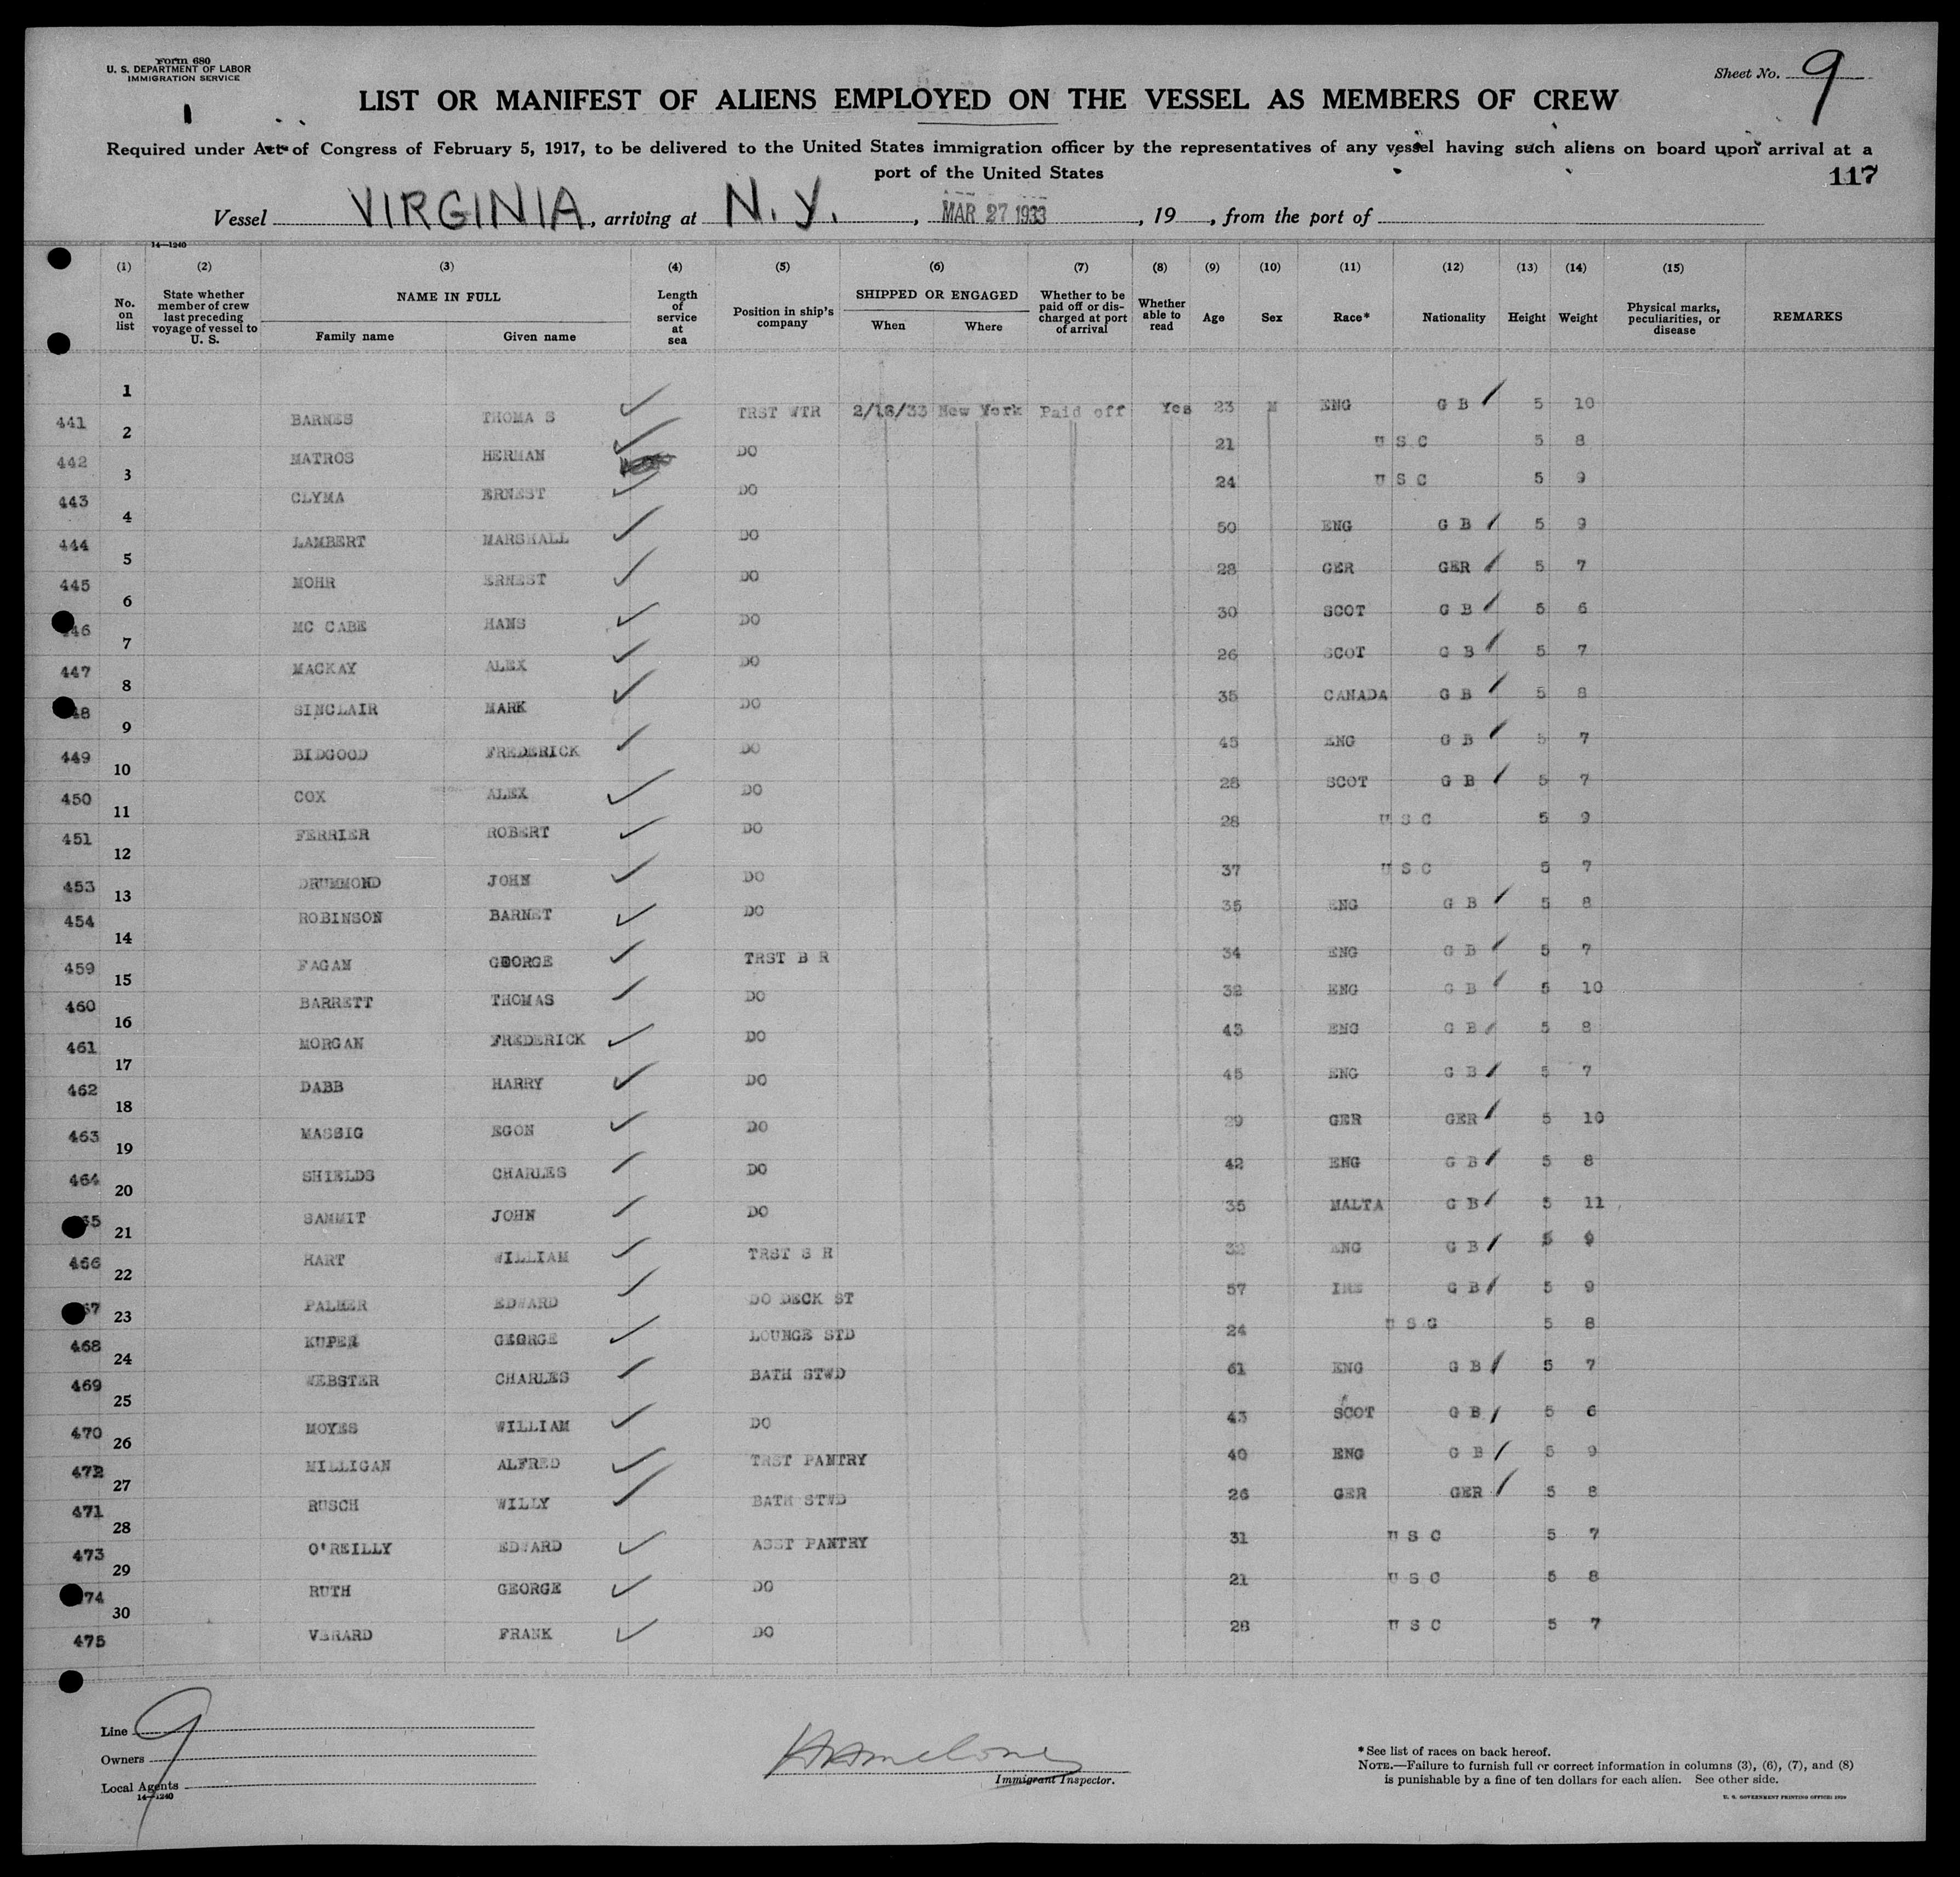 Form 680
U. S. DEPARTMENT OF LABOR
IMMIGRATION SERVICE
Sheet No. 9
LIST OR MANIFEST OF ALIENS EMPLOYED ON THE VESSEL AS MEMBERS OF CREW
Required under Act of Congress of February 5, 1917, to be delivered to the United States immigration officer by the representatives of any vessel having such aliens on board upon arrival at a
port of the United States
117
Vessel VIRGINIA, arriving at N. Y., MAR 27 1933, 19 , from the port of
14—1240
(1) (2) (3) (4) (5) (6) (7) (8) (9) (10) (11) (12) (13) (14) (15)
No. on list State whether member of crew last preceding voyage of vessel to U. S. NAME IN FULL Family name Given name Length of service at sea Position in ship's company SHIPPED OR ENGAGED When Where Whether to be paid off or discharged at port of arrival Whether able to read Age Sex Race* Nationality Height Weight Physical marks, peculiarities, or disease REMARKS
441 1 BARNES THOMA S TRST WTR 2/16/33 New York Paid off Yes 23 M ENG G B 5 10
442 2 MATROS HERMAN DO 21 U S C 5 8
443 3 CLYMA ERNEST DO 24 U S C 5 9
444 4 LAMBERT MARSHALL DO 50 ENG G B 5 9
445 5 MOHR ERNEST DO 28 GER GER 5 7
46 6 MC CABE HANS DO 30 SCOT G B 5 6
447 7 MACKAY ALEX DO 26 SCOT G B 5 7
48 8 SINCLAIR MARK DO 35 CANADA G B 5 8
449 9 BIDGOOD FREDERICK DO 45 ENG G B 5 7
450 10 COX ALEX DO 28 SCOT G B 5 7
451 11 FERRIER ROBERT DO 28 U S C 5 9
453 12 DRUMMOND JOHN DO 37 U S C 5 7
454 13 ROBINSON BARNET DO 35 ENG G B 5 8
459 14 FAGAN GEORGE TRST B R 34 ENG G B 5 7
460 15 BARRETT THOMAS DO 32 ENG G B 5 10
461 16 MORGAN FREDERICK DO 43 ENG G B 5 8
462 17 DABB HARRY DO 45 ENG G B 5 7
463 18 MASSIG EGON DO 29 GER GER 5 10
464 19 SHIELDS CHARLES DO 42 ENG G B 5 8
65 20 SAMMIT JOHN DO 35 MALTA G B 5 11
466 21 HART WILLIAM TRST S R 32 ENG G B 5 9
67 22 PALMER EDWARD DO DECK ST 57 IRE G B 5 9
468 23 KUPER GEORGE LOUNGE STD 24 U S C 5 8
469 24 WEBSTER CHARLES BATH STWD 61 ENG G B 5 7
470 25 MOYES WILLIAM DO 43 SCOT G B 5 6
472 26 MILLIGAN ALFRED TRST PANTRY 40 ENG G B 5 9
471 27 RUSCH WILLY BATH STWD 26 GER GER 5 8
473 28 O'REILLY EDWARD ASST PANTRY 31 U S C 5 7
74 29 RUTH GEORGE DO 21 U S C 5 8
475 30 VERARD FRANK DO 28 U S C 5 7
Line 9
Owners
Local Agents
14—1240
Immigrant Inspector.
*See list of races on back hereof.
NOTE.—Failure to furnish full or correct information in columns (3), (6), (7), and (8)
is punishable by a fine of ten dollars for each alien. See other side.
U. S. GOVERNMENT PRINTING OFFICE: 1929